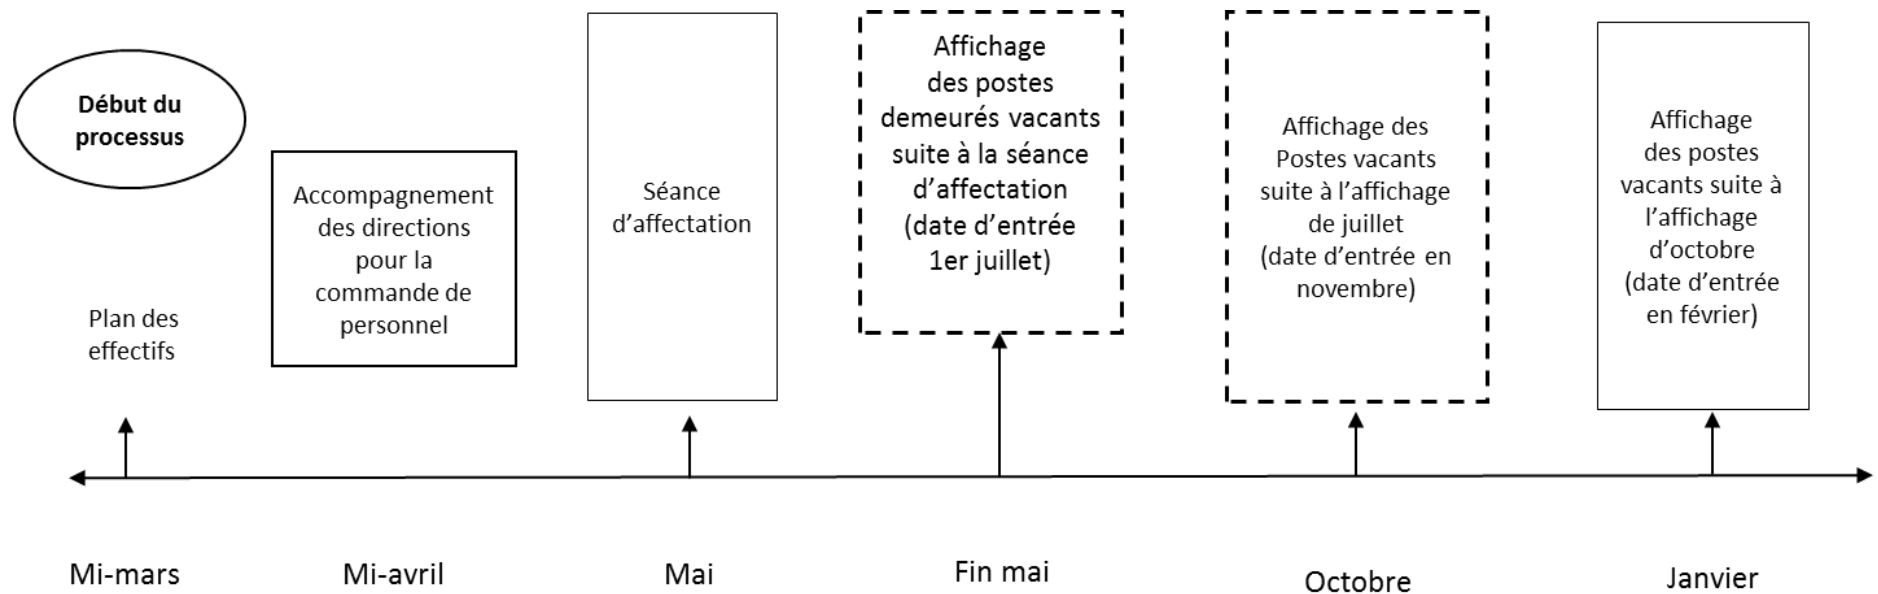 Début du
processus
Plan des
effectifs
Accompagnement
des directions
pour la
commande de
personnel
Séance
d’affectation
Affichage
des postes
demeurés vacants
suite à la séance
d’affectation
(date d’entrée
1er juillet)
Affichage des
Postes vacants
suite à l’affichage
de juillet
(date d’entrée en
novembre)
Affichage
des postes
vacants suite à
l’affichage
d’octobre
(date d’entrée
en février)
Mi-mars
Mi-avril
Mai
Fin mai
Octobre
Janvier